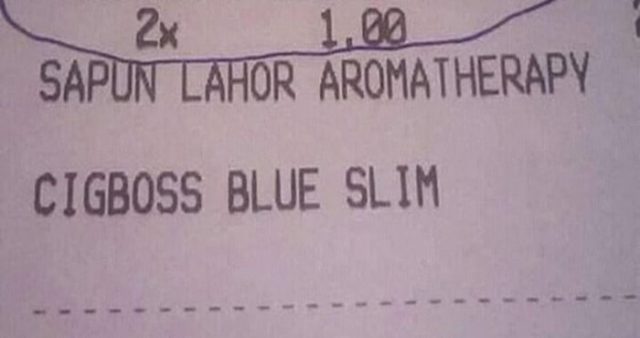 2x 1.00
SAPUN LAHOR AROMATHERAPY
CIGBOSS BLUE SLIM